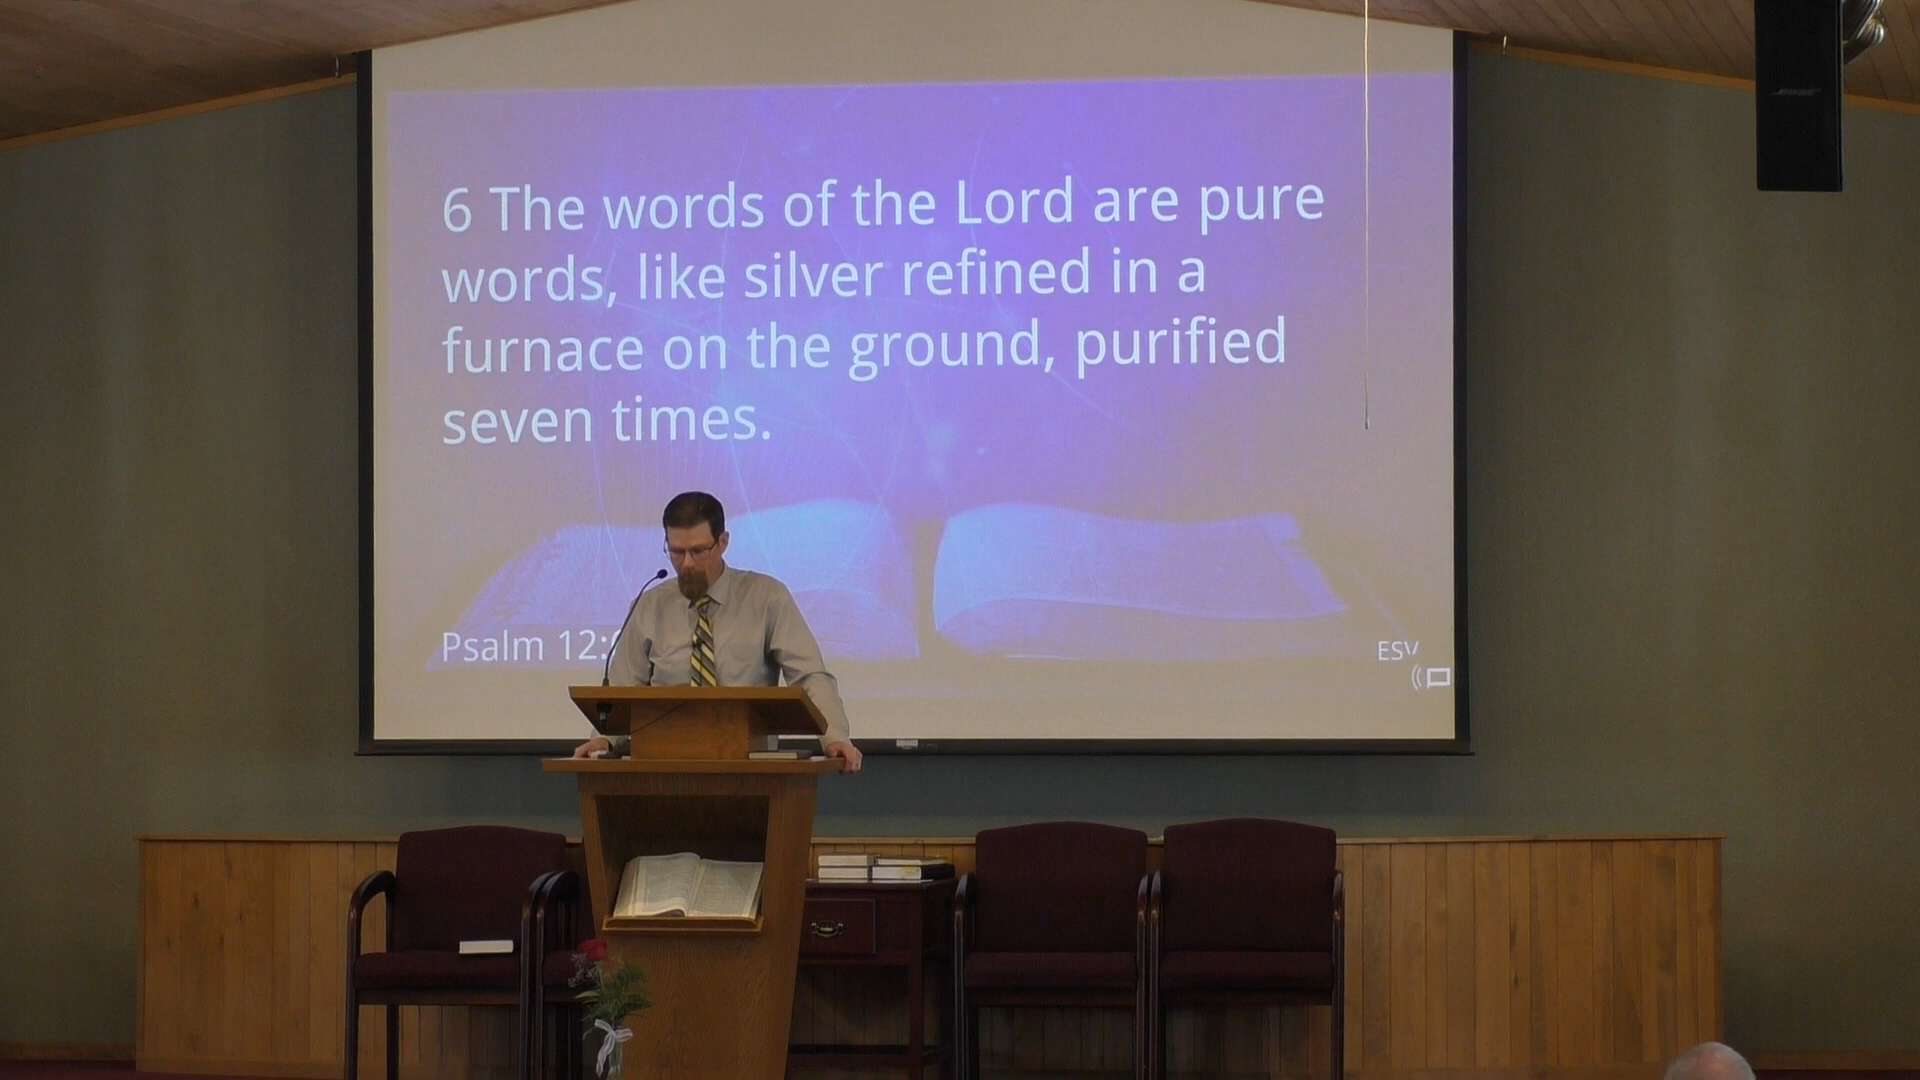 6 The words of the Lord are pure
words, like silver refined in a
furnace on the ground, purified
seven times.
Psalm 12:
ESV
BOSE